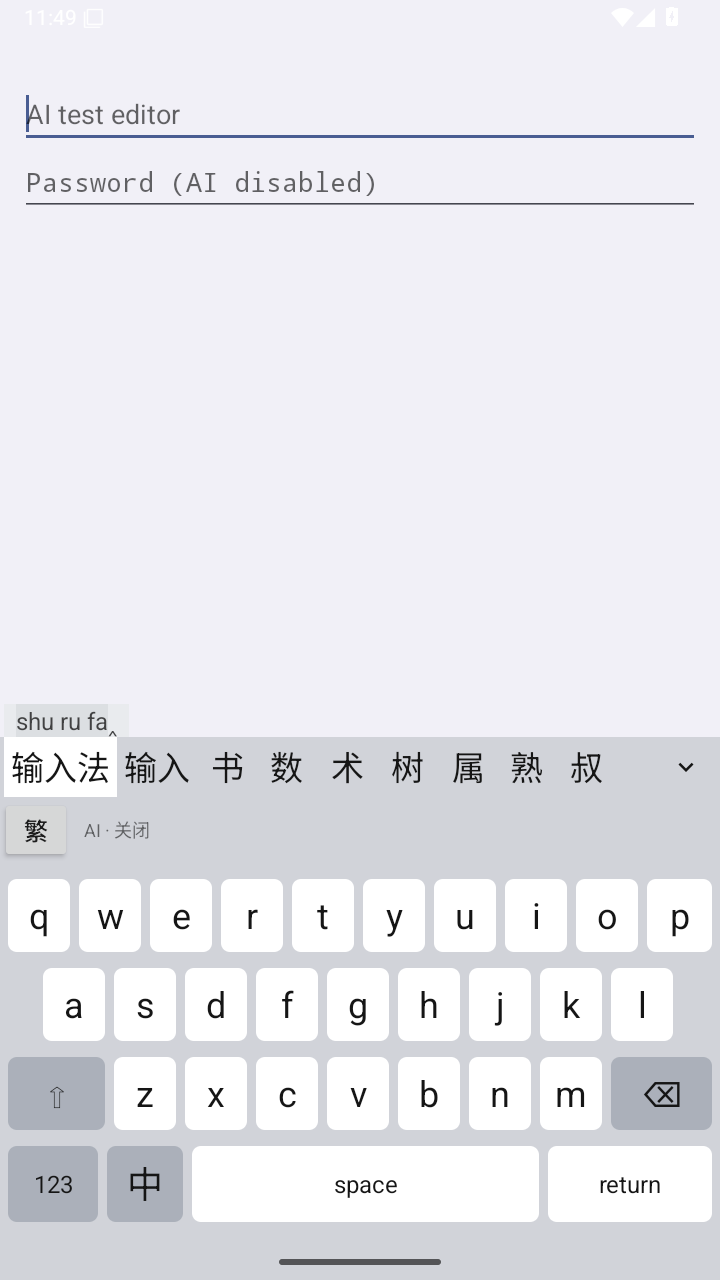 11:49
AI test editor
Password (AI disabled)
shu ru fa‸
输入法 输入 书 数 术 树 属 熟 叔
繁 AI · 关闭
q w e r t y u i o p
a s d f g h j k l
⇧ z x c v b n m
123 中 space return